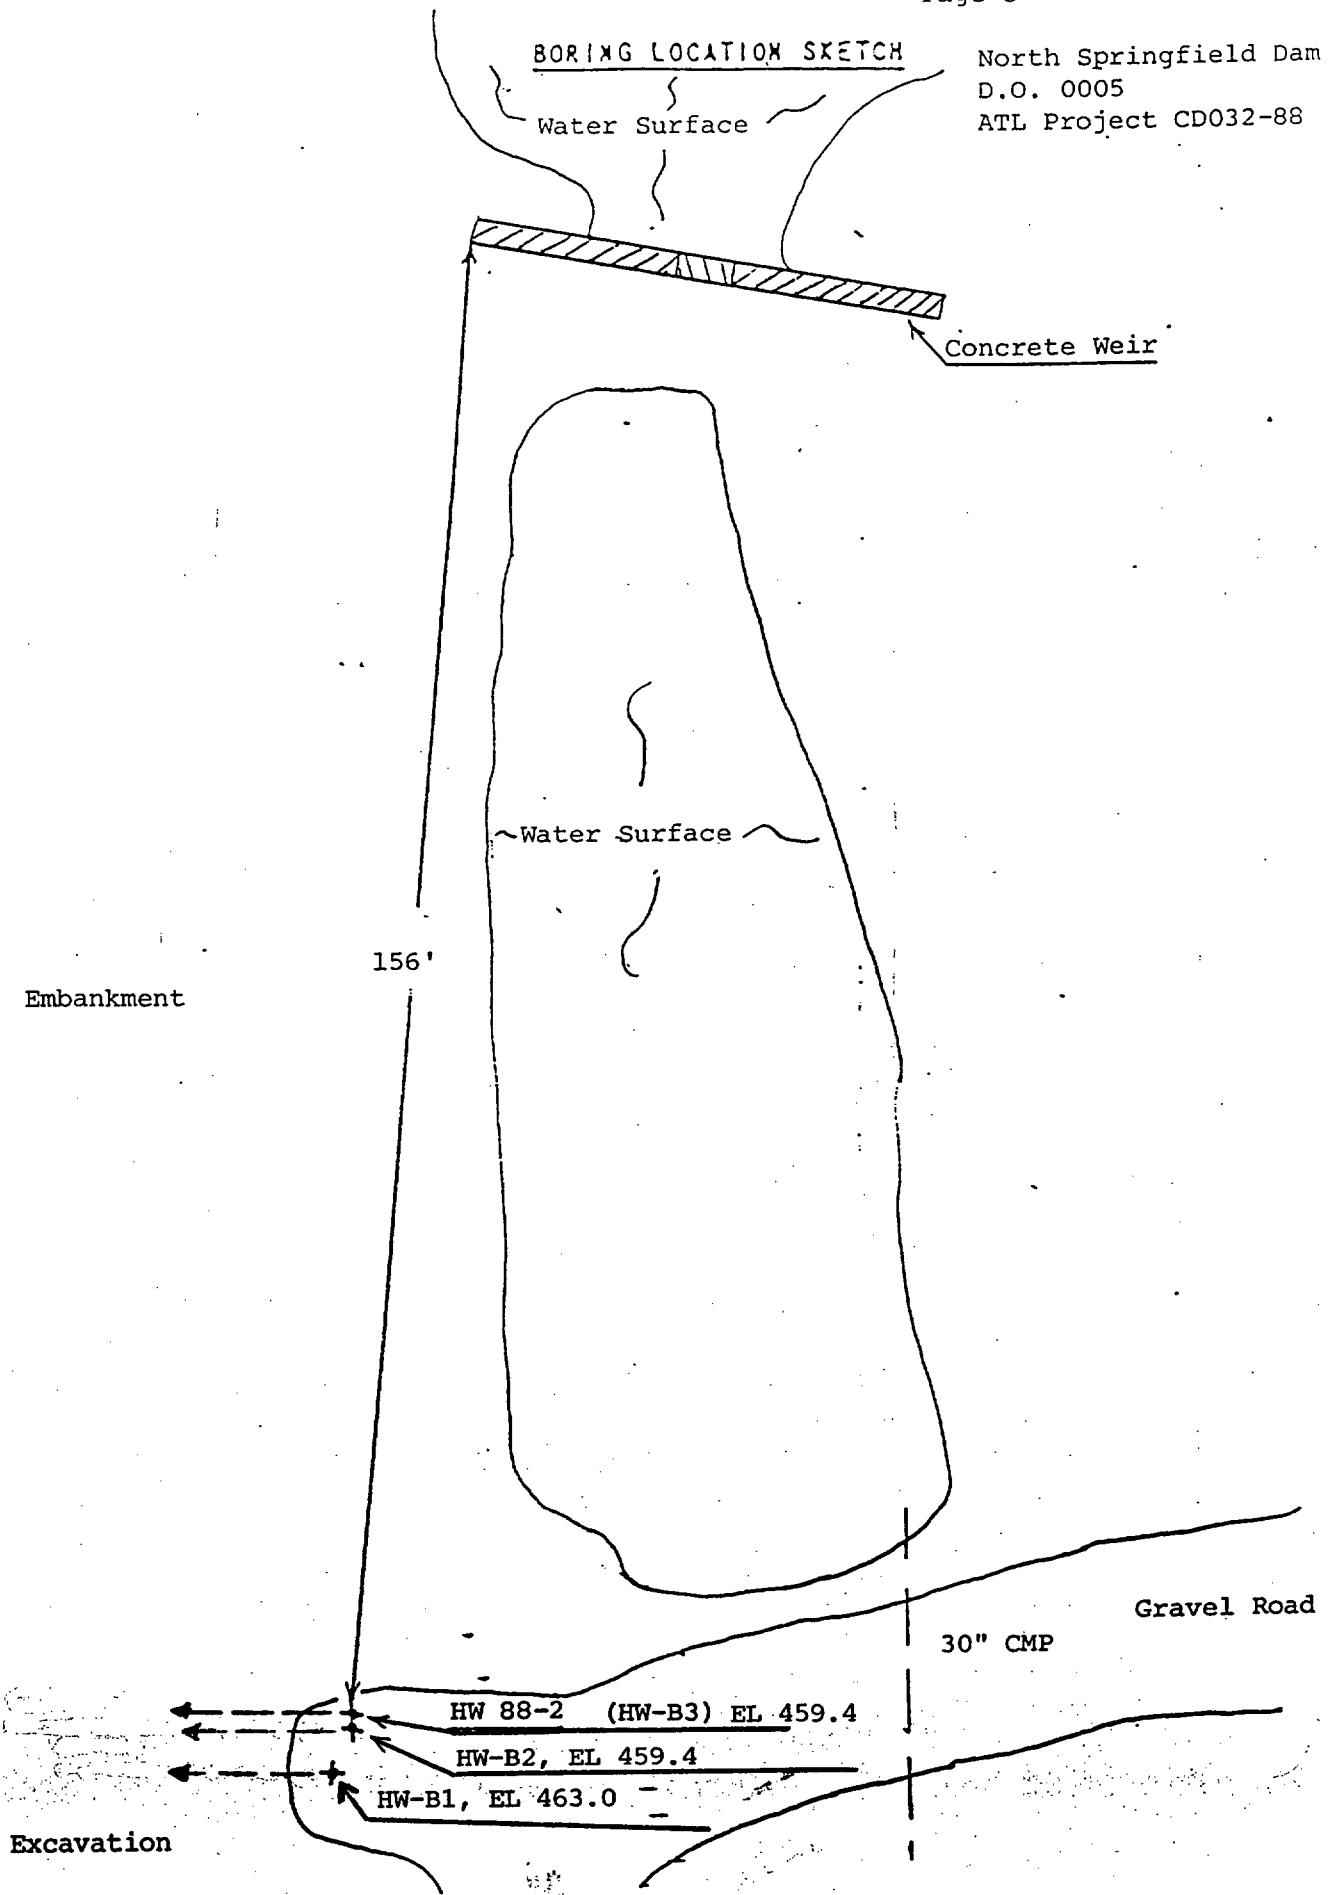 BORING LOCATION SKETCH
North Springfield Dam
D.O. 0005
ATL Project CD032-88
Water Surface
Concrete Weir
Water Surface
156'
Embankment
Gravel Road
30" CMP
HW 88-2 (HW-B3) EL 459.4
HW-B2, EL 459.4
HW-B1, EL 463.0
Excavation